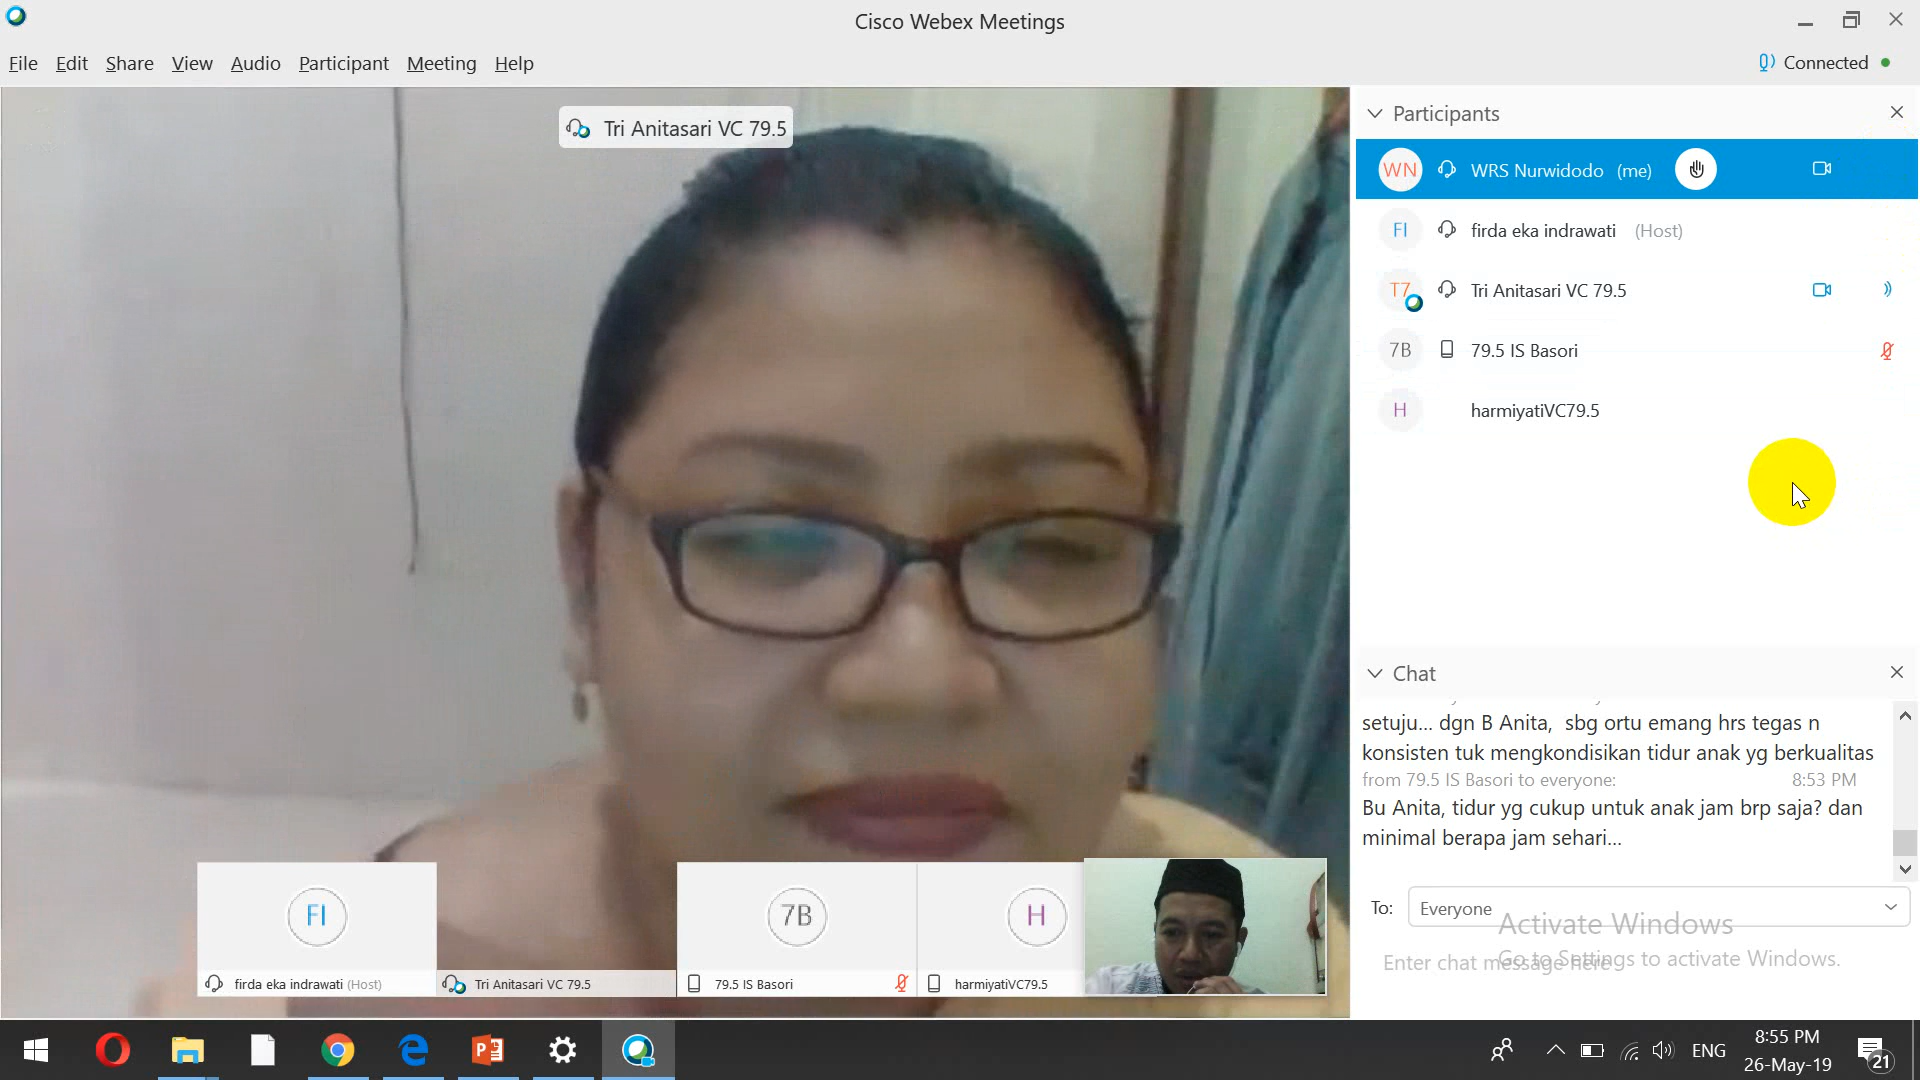 Cisco Webex Meetings
File Edit Share View Audio Participant Meeting Help
Connected
Tri Anitasari VC 79.5
Participants
WN WRS Nurwidodo (me)
FI firda eka indrawati (Host)
T7 Tri Anitasari VC 79.5
7B 79.5 IS Basori
H harmiyatiVC79.5
Chat
setuju... dgn B Anita, sbg ortu emang hrs tegas n
konsisten tuk mengkondisikan tidur anak yg berkualitas
from 79.5 IS Basori to everyone: 8:53 PM
Bu Anita, tidur yg cukup untuk anak jam brp saja? dan
minimal berapa jam sehari...
To: Everyone
Activate Windows
Enter chat message here
Go to Settings to activate Windows.
FI
firda eka indrawati (Host)
Tri Anitasari VC 79.5
7B
79.5 IS Basori
H
harmiyatiVC79.5
ENG
8:55 PM
26-May-19
21